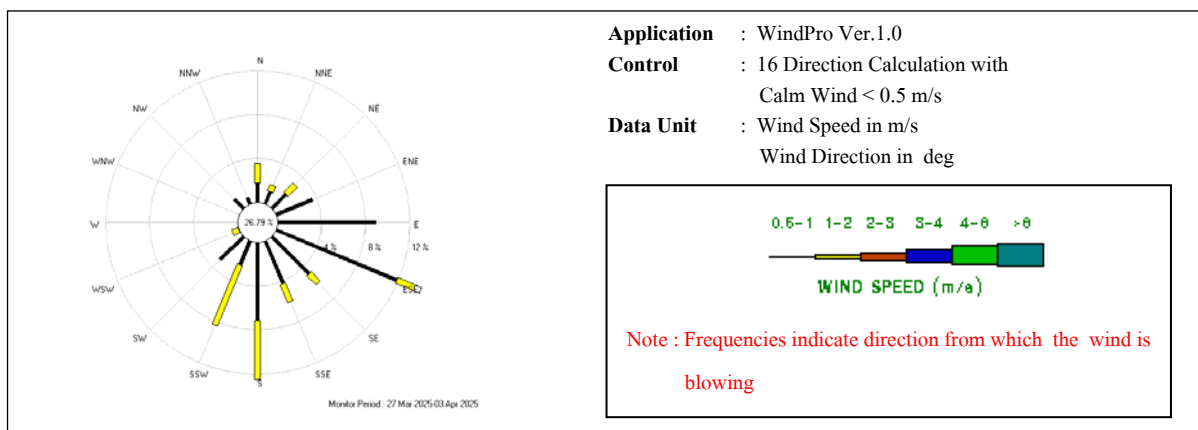 Application : WindPro Ver.1.0
Control : 16 Direction Calculation with
Calm Wind < 0.5 m/s
Data Unit : Wind Speed in m/s
Wind Direction in deg
N
NNW
NNE
NW
NE
WNW
ENE
W
26.79 %
E
4 %
8 %
12 %
WSW
ESE
SW
SE
SSW
SSE
S
Monitor Period : 27 Mar 2025-03 Apr 2025
0.5-1 1-2 2-3 3-4 4-6 >6
WIND SPEED (m/s)
Note : Frequencies indicate direction from which the wind is
blowing